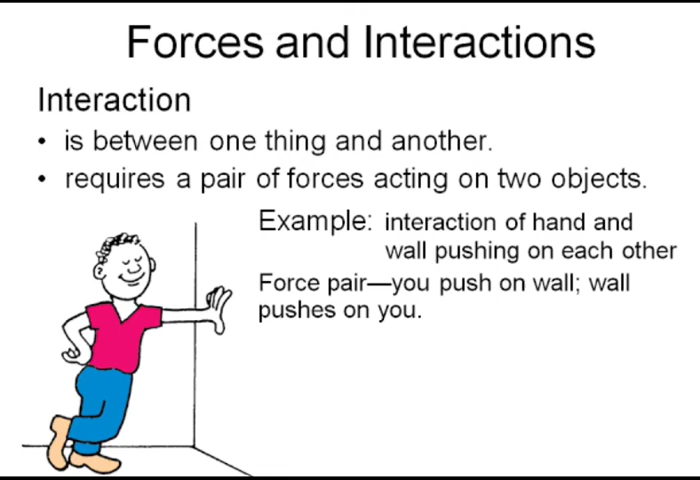 Forces and Interactions
Interaction
• is between one thing and another.
• requires a pair of forces acting on two objects.
Example: interaction of hand and
wall pushing on each other
Force pair—you push on wall; wall
pushes on you.